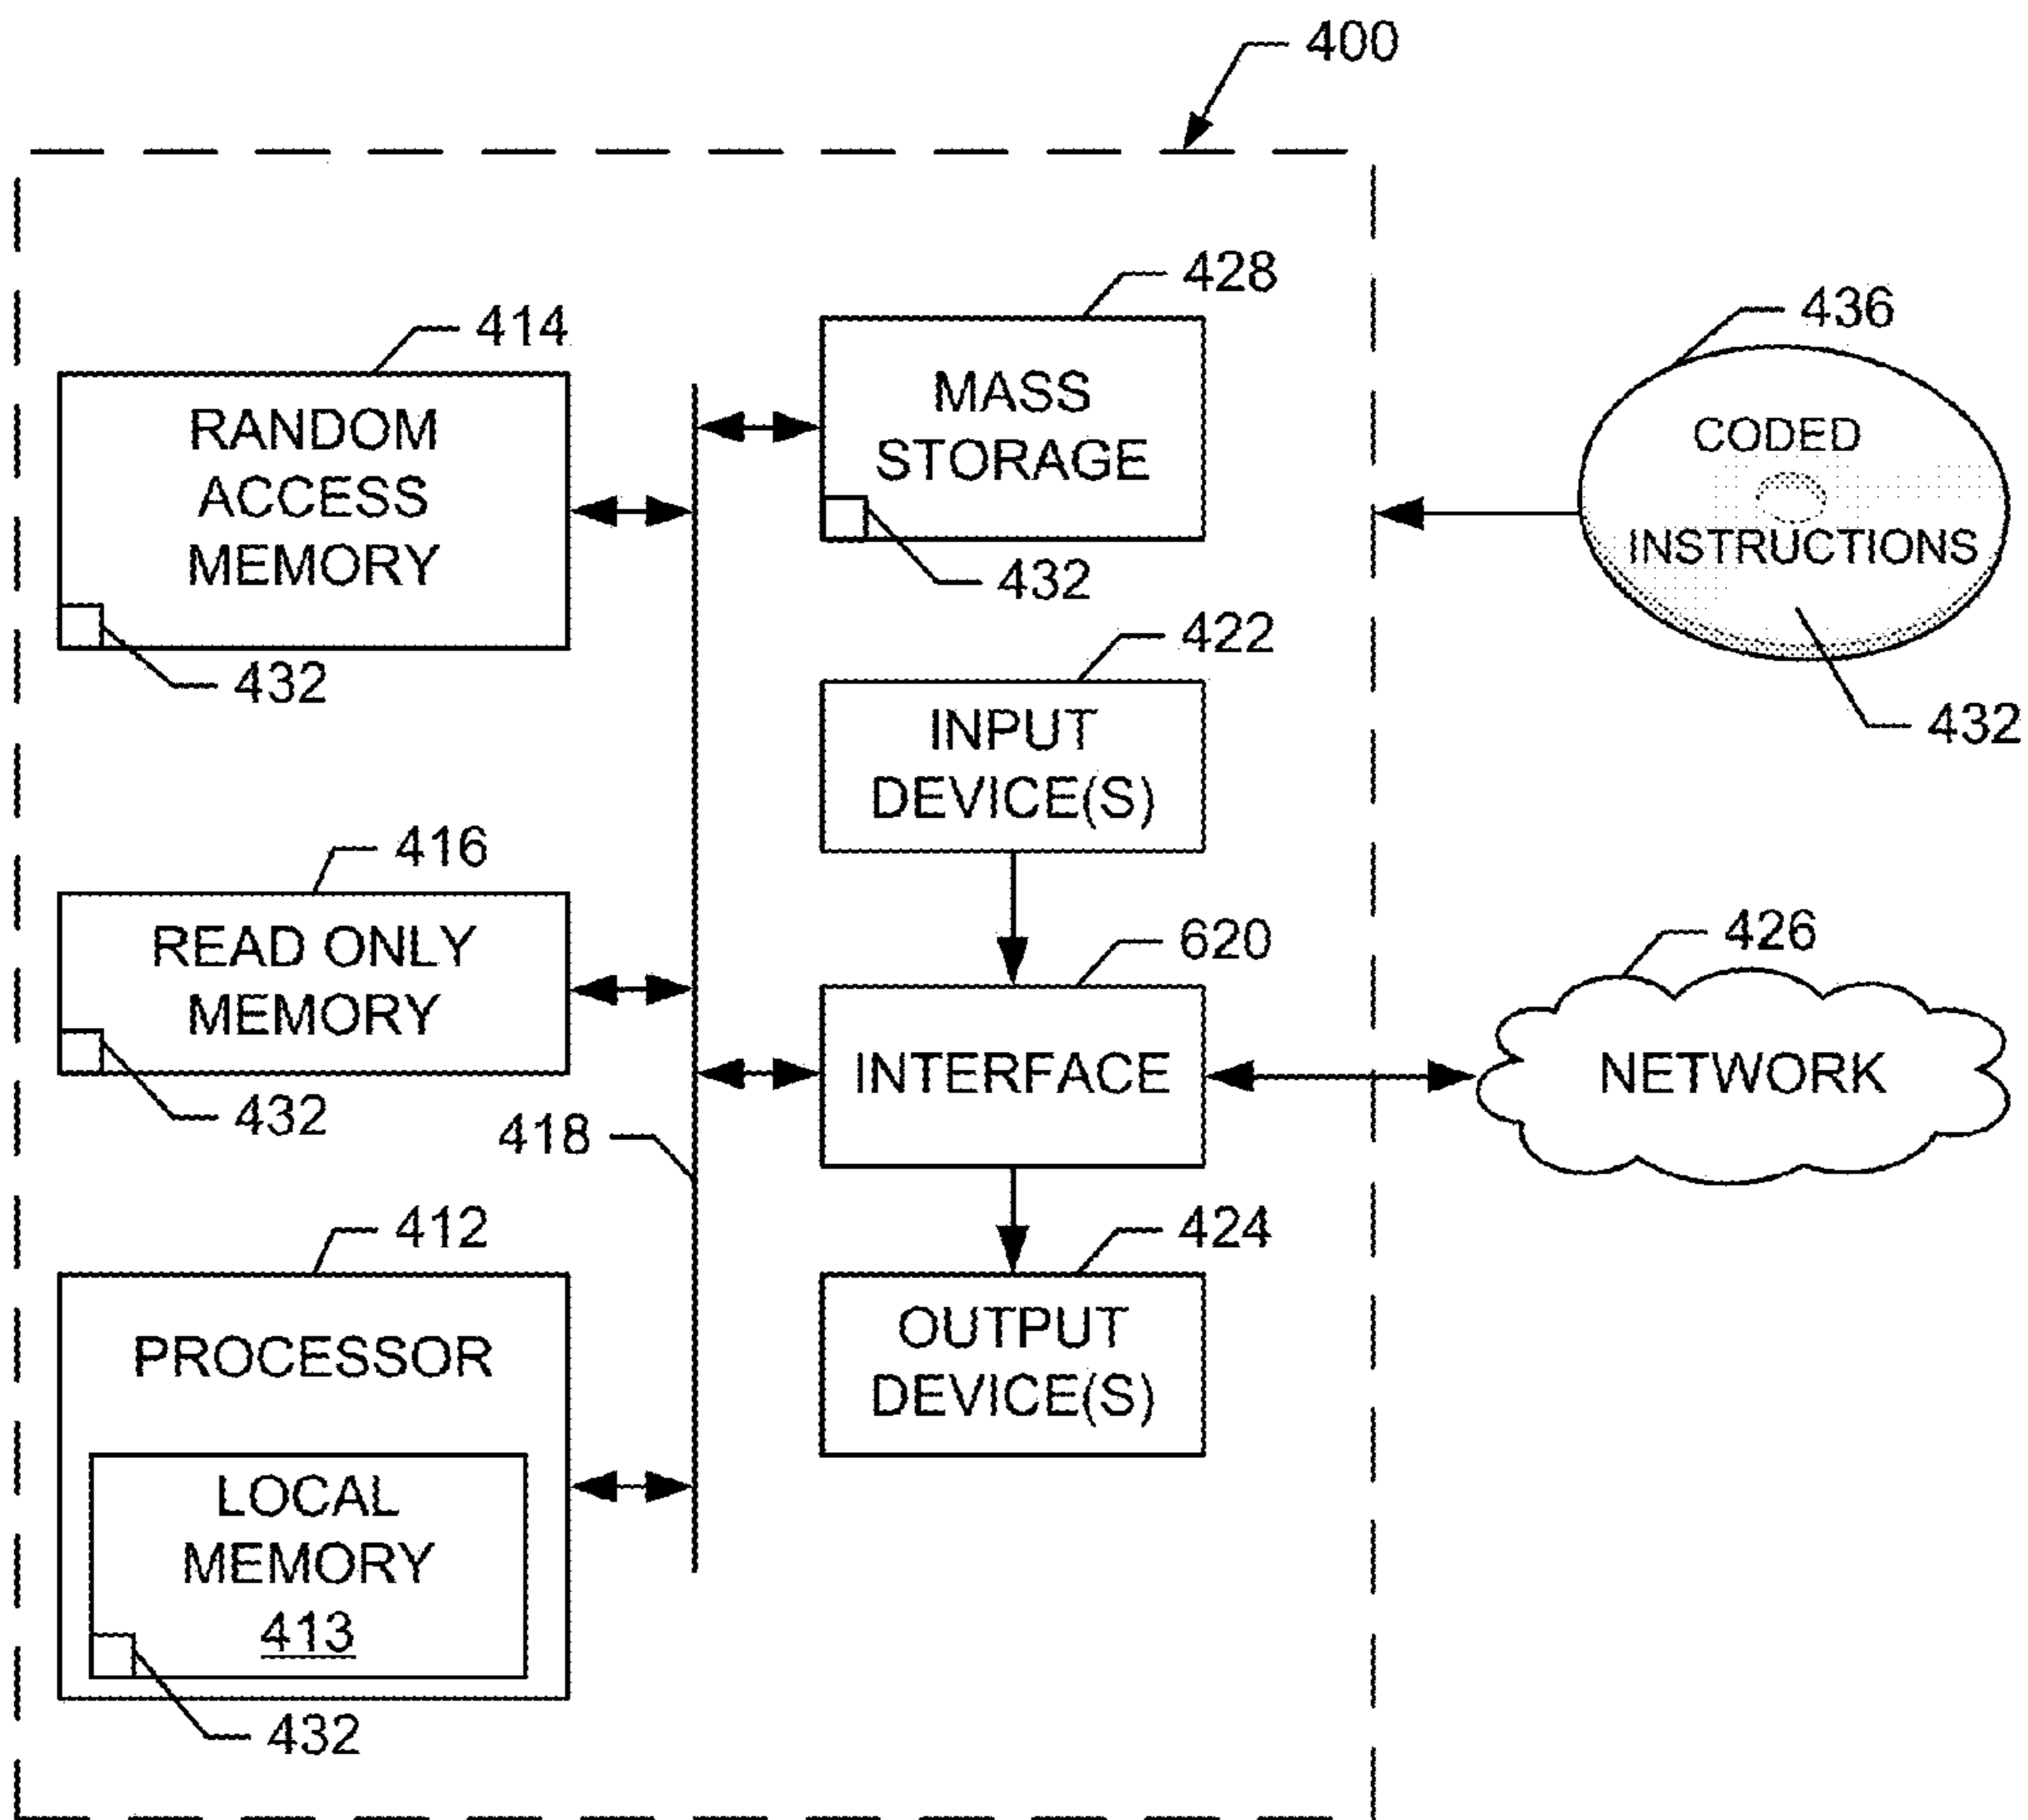 400
428
414
436
RANDOM
ACCESS
MEMORY
MASS
STORAGE
CODED
INSTRUCTIONS
432
432
432
422
INPUT
DEVICE(S)
416
READ ONLY
MEMORY
432
620
INTERFACE
426
NETWORK
418
412
PROCESSOR
LOCAL
MEMORY
413
432
424
OUTPUT
DEVICE(S)